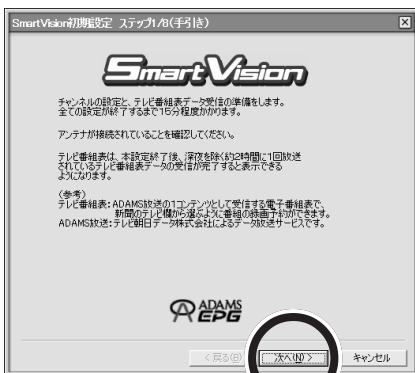 SmartVision初期設定 ステップ1/8(手引き)
SmartVision
チャンネルの設定と、テレビ番組表データ受信の準備をします。
全ての設定が終了するまで15分程度かかります。
アンテナが接続されていることを確認してください。
テレビ番組表は、本設定終了後、深夜を除く約2時間に1回放送
されているテレビ番組表データの受信が完了すると表示できる
ようになります。
(参考)
テレビ番組表:ADAMS放送の1コンテンツとして受信する電子番組表で、
新聞のテレビ欄から選ぶように番組の録画予約ができます。
ADAMS放送:テレビ朝日データ株式会社によるデータ放送サービスです。
ADAMS
EPG
<戻る(B)
次へ(N)>
キャンセル